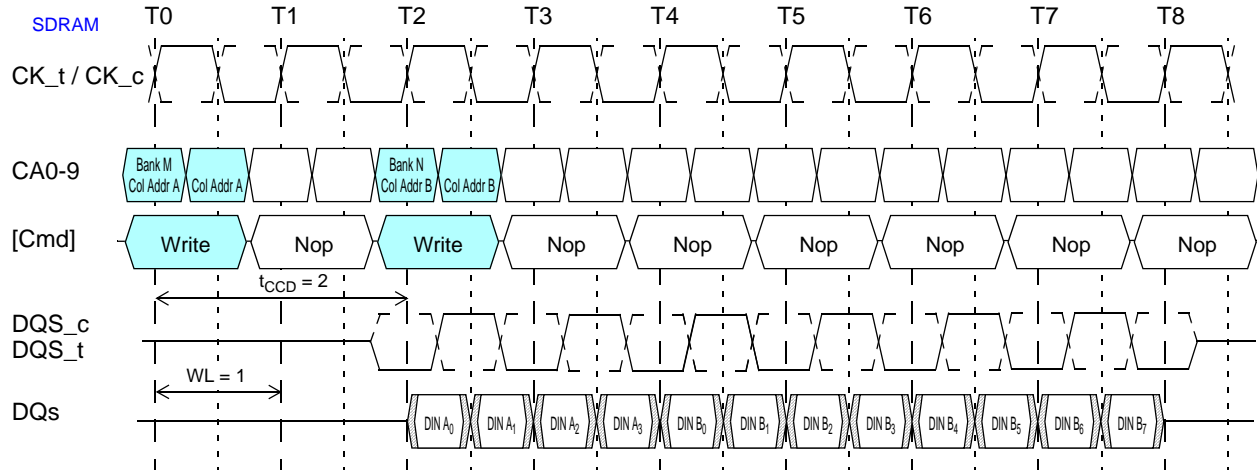 SDRAM T0 T1 T2 T3 T4 T5 T6 T7 T8
CK_t / CK_c
CA0-9 Bank M Col Addr A Col Addr A Bank N Col Addr B Col Addr B
[Cmd] Write Nop Write Nop Nop Nop Nop Nop Nop
tCCD = 2
DQS_c
DQS_t
WL = 1
DQs DIN A0 DIN A1 DIN A2 DIN A3 DIN B0 DIN B1 DIN B2 DIN B3 DIN B4 DIN B5 DIN B6 DIN B7